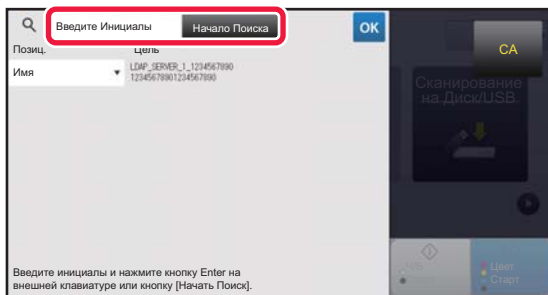 Введите Инициалы
Начало Поиска
OK
CA
Позиц.
Цель
Имя
LDAP_SERVER_1_1234567890
12345678901234567890
Сканирование
на Диск/USB
Ч/Б
Цвет
Старт
Введите инициалы и нажмите кнопку Enter на
внешней клавиатуре или кнопку [Начать Поиск].